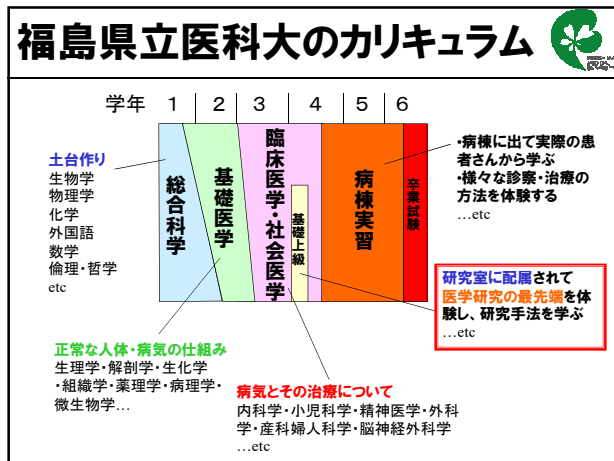 福島県立医科大のカリキュラム
学年 1 2 3 4 5 6
土台作り
生物学
物理学
化学
外国語
数学
倫理・哲学
etc
総合科学
基礎医学
臨床医学・社会医学
基礎上級
病棟実習
卒業試験
・病棟に出て実際の患
者さんから学ぶ
・様々な診察・治療の
方法を体験する
…etc
研究室に配属されて
医学研究の最先端を体
験し、研究手法を学ぶ
…etc
正常な人体・病気の仕組み
生理学・解剖学・生化学
・組織学・薬理学・病理学・
微生物学…
病気とその治療について
内科学・小児科学・精神医学・外科
学・産科婦人科学・脳神経外科学
…etc